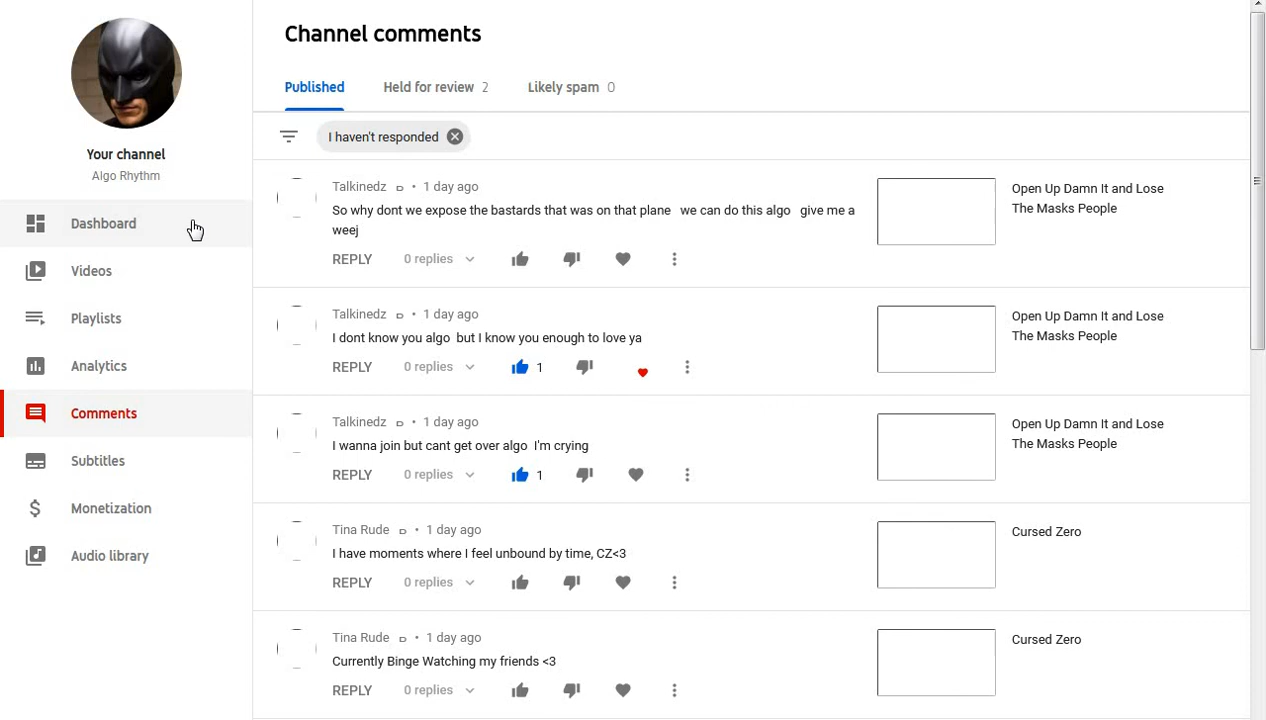 Channel comments
Published
Held for review 2
Likely spam 0
I haven't responded
Your channel
Algo Rhythm
Dashboard
Videos
Playlists
Analytics
Comments
Subtitles
Monetization
Audio library
Talkinedz • 1 day ago
So why dont we expose the bastards that was on that plane we can do this algo give me a
weej
REPLY 0 replies
Open Up Damn It and Lose
The Masks People
Talkinedz • 1 day ago
I dont know you algo but I know you enough to love ya
REPLY 0 replies 1
Open Up Damn It and Lose
The Masks People
Talkinedz • 1 day ago
I wanna join but cant get over algo I'm crying
REPLY 0 replies 1
Open Up Damn It and Lose
The Masks People
Tina Rude • 1 day ago
I have moments where I feel unbound by time, CZ<3
REPLY 0 replies
Cursed Zero
Tina Rude • 1 day ago
Currently Binge Watching my friends <3
REPLY 0 replies
Cursed Zero